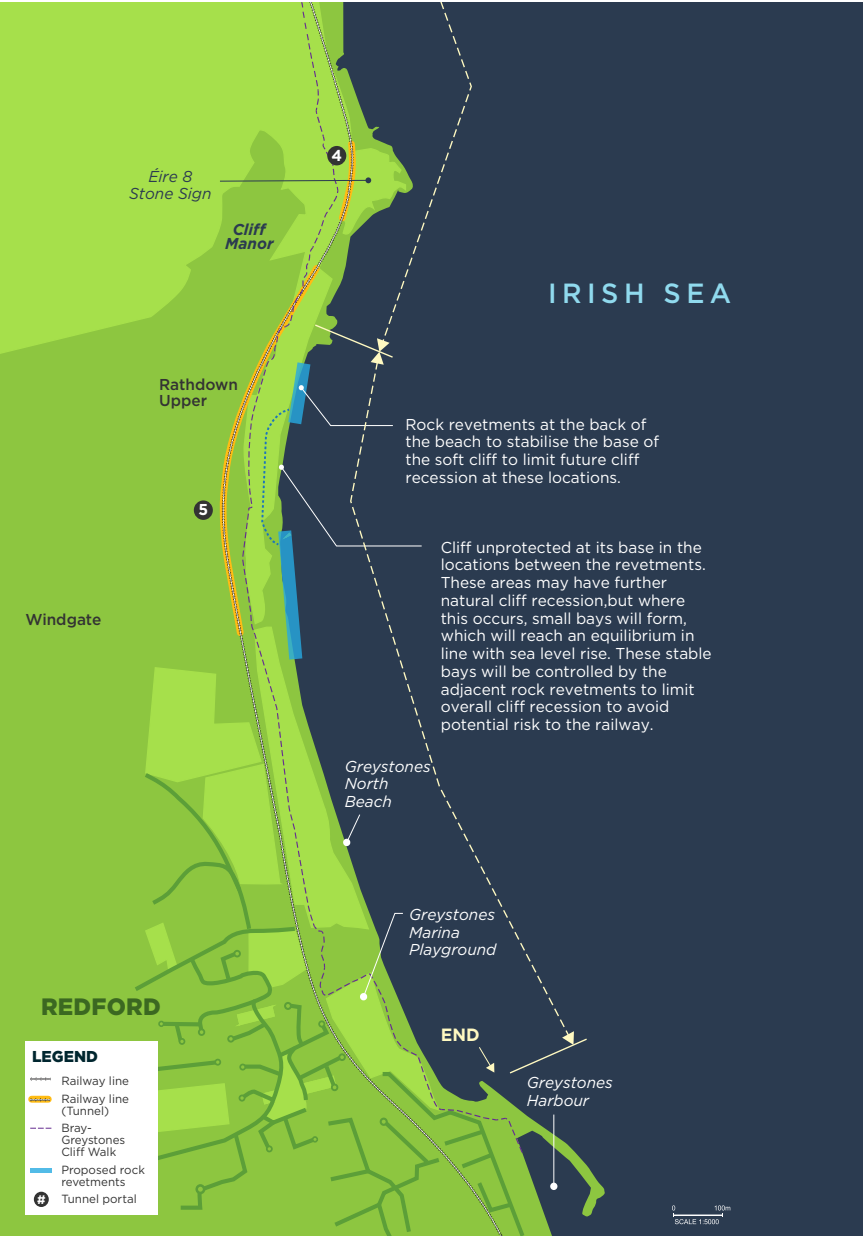 4
Éire 8
Stone Sign
Cliff
Manor
IRISH SEA
Rathdown
Upper
Rock revetments at the back of
the beach to stabilise the base of
the soft cliff to limit future cliff
recession at these locations.
5
Cliff unprotected at its base in the
locations between the revetments.
These areas may have further
natural cliff recession,but where
this occurs, small bays will form,
which will reach an equilibrium in
line with sea level rise. These stable
bays will be controlled by the
adjacent rock revetments to limit
overall cliff recession to avoid
potential risk to the railway.
Windgate
Greystones
North
Beach
Greystones
Marina
Playground
REDFORD
END
Greystones
Harbour
LEGEND
Railway line
Railway line
(Tunnel)
Bray-
Greystones
Cliff Walk
Proposed rock
revetments
# Tunnel portal
0 100m
SCALE 1:5000